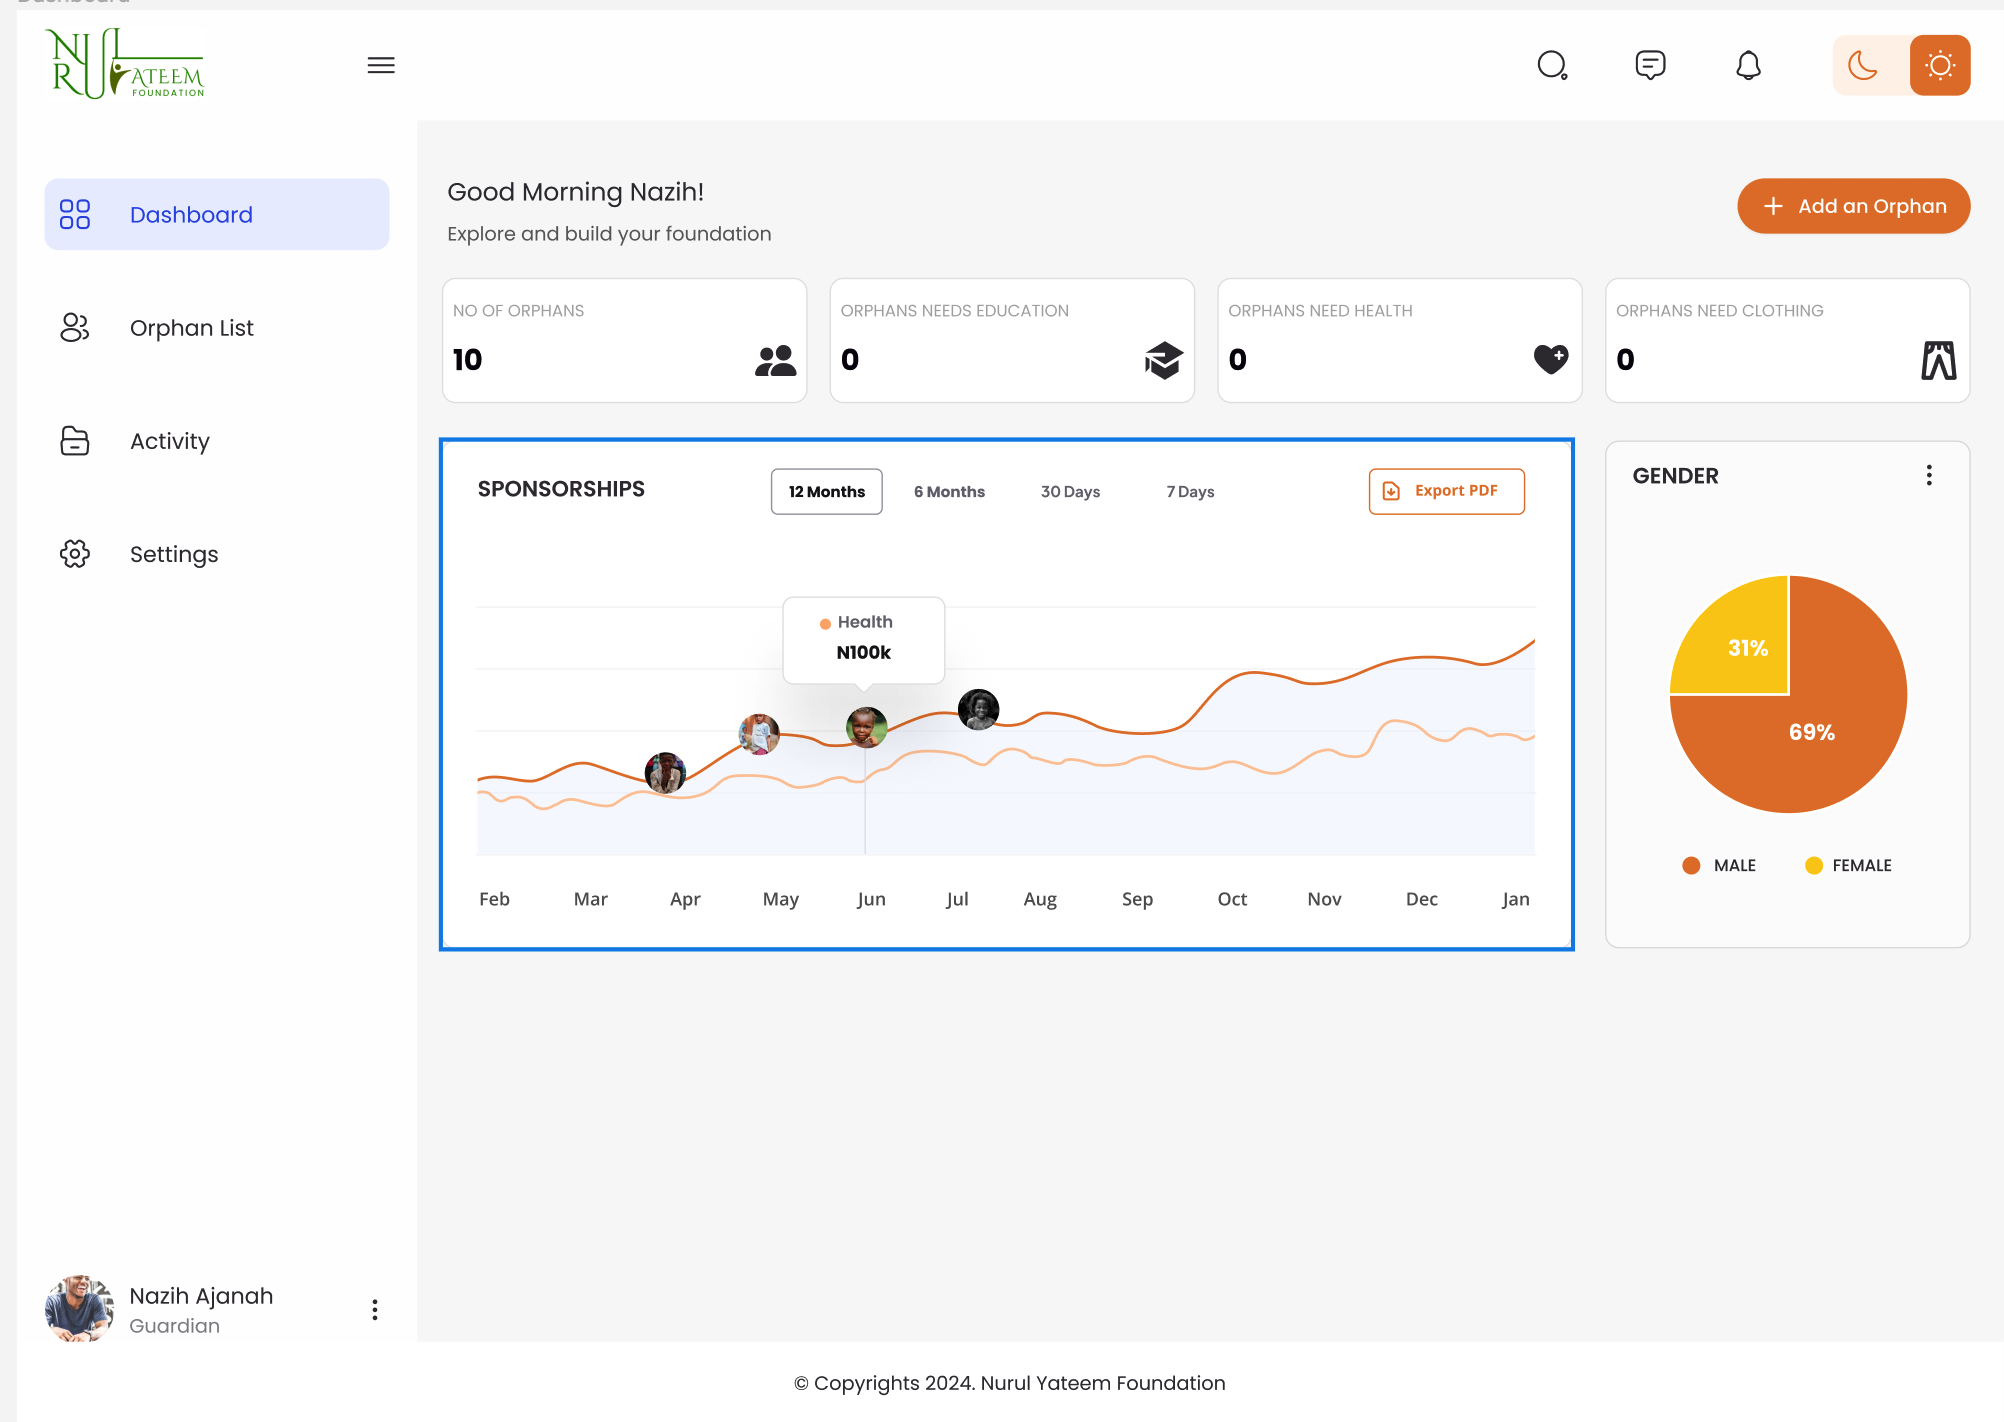 Dashboard
NURUL
YATEEM
FOUNDATION
Dashboard
Orphan List
Activity
Settings
Good Morning Nazih!
Explore and build your foundation
+ Add an Orphan
NO OF ORPHANS
10
ORPHANS NEEDS EDUCATION
0
ORPHANS NEED HEALTH
0
ORPHANS NEED CLOTHING
0
SPONSORSHIPS
12 Months
6 Months
30 Days
7 Days
Export PDF
Health
N100k
Feb Mar Apr May Jun Jul Aug Sep Oct Nov Dec Jan
GENDER
31%
69%
MALE
FEMALE
Nazih Ajanah
Guardian
© Copyrights 2024. Nurul Yateem Foundation